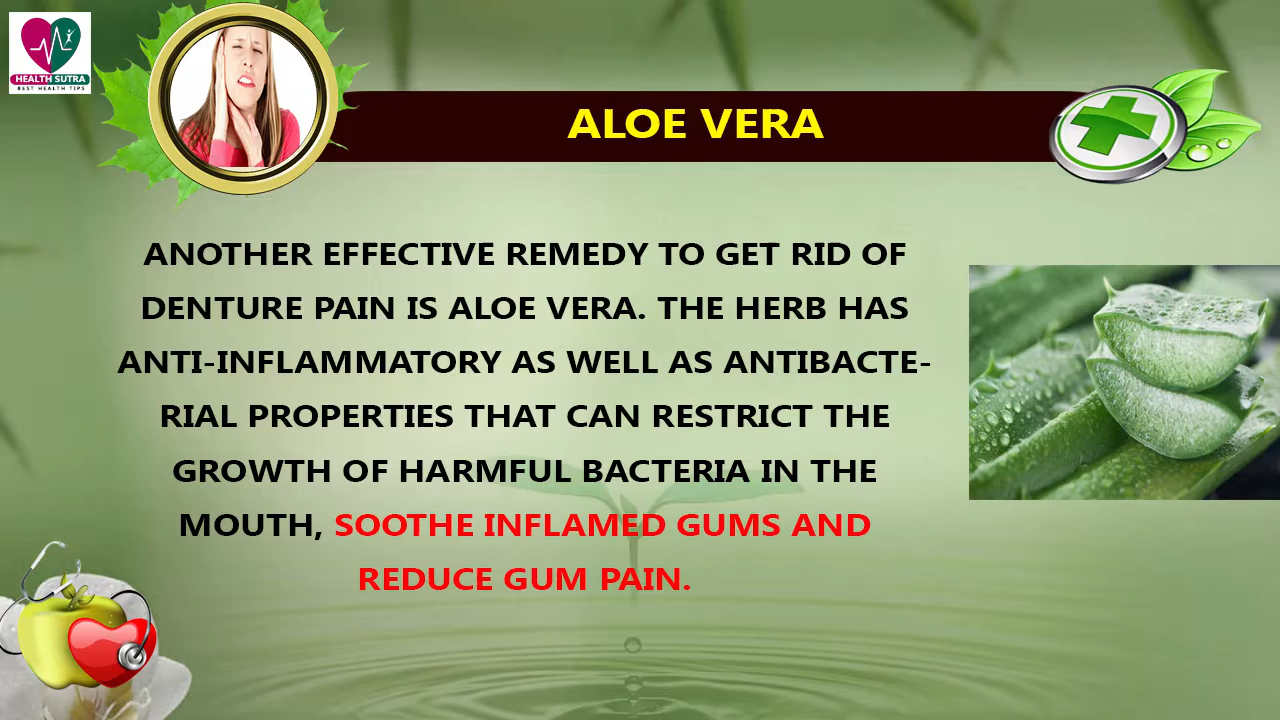 HEALTH SUTRA
BEST HEALTH TIPS
ALOE VERA
ANOTHER EFFECTIVE REMEDY TO GET RID OF
DENTURE PAIN IS ALOE VERA. THE HERB HAS
ANTI-INFLAMMATORY AS WELL AS ANTIBACTE-
RIAL PROPERTIES THAT CAN RESTRICT THE
GROWTH OF HARMFUL BACTERIA IN THE
MOUTH, SOOTHE INFLAMED GUMS AND
REDUCE GUM PAIN.